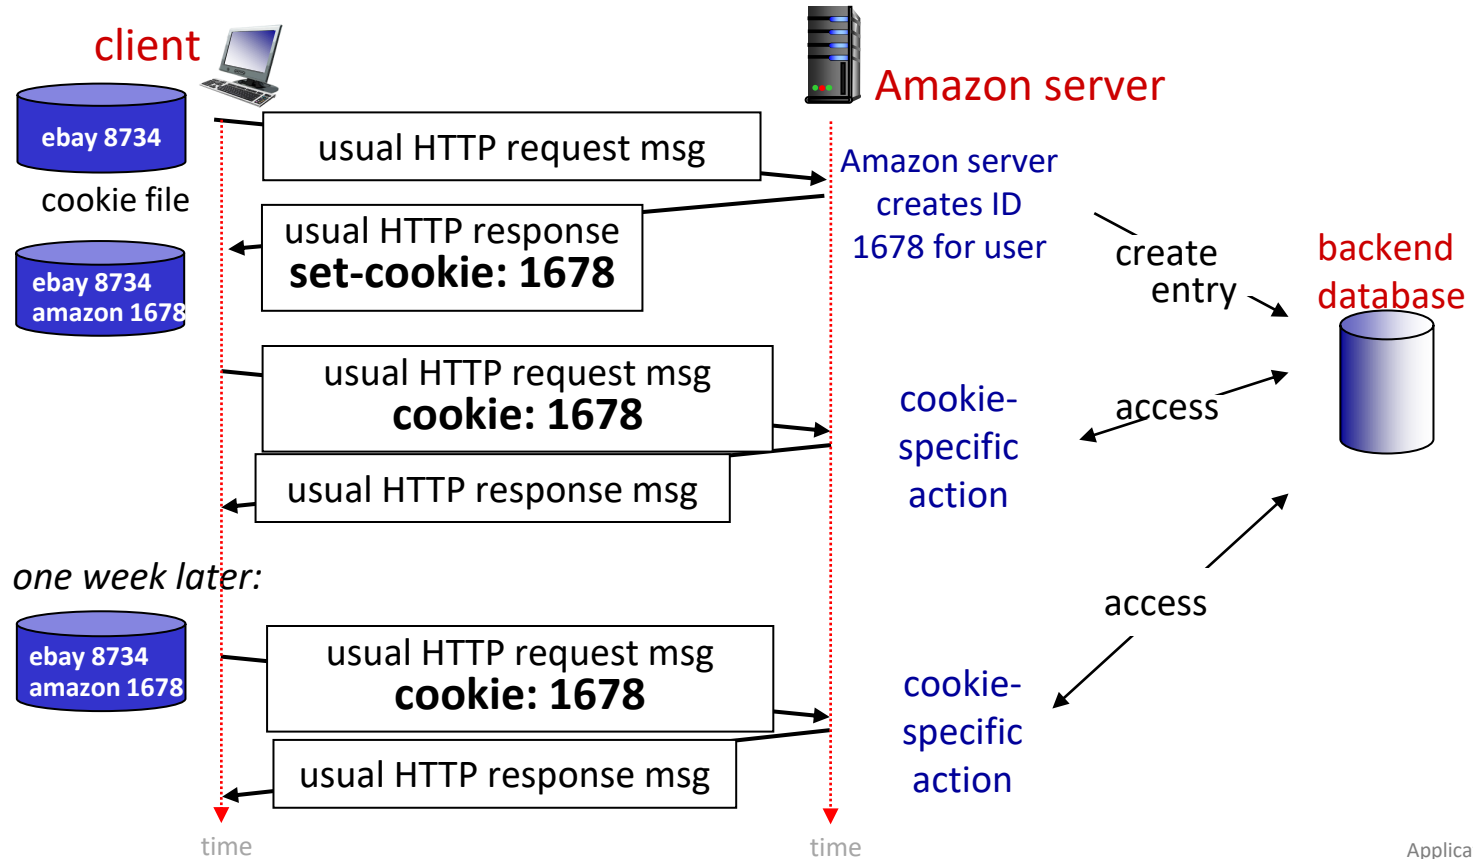 client
Amazon server
ebay 8734
cookie file
usual HTTP request msg
Amazon server
creates ID
1678 for user
usual HTTP response
set-cookie: 1678
create
entry
backend
database
ebay 8734
amazon 1678
usual HTTP request msg
cookie: 1678
cookie-
specific
action
access
usual HTTP response msg
one week later:
ebay 8734
amazon 1678
usual HTTP request msg
cookie: 1678
cookie-
specific
action
access
usual HTTP response msg
time
time
Applica